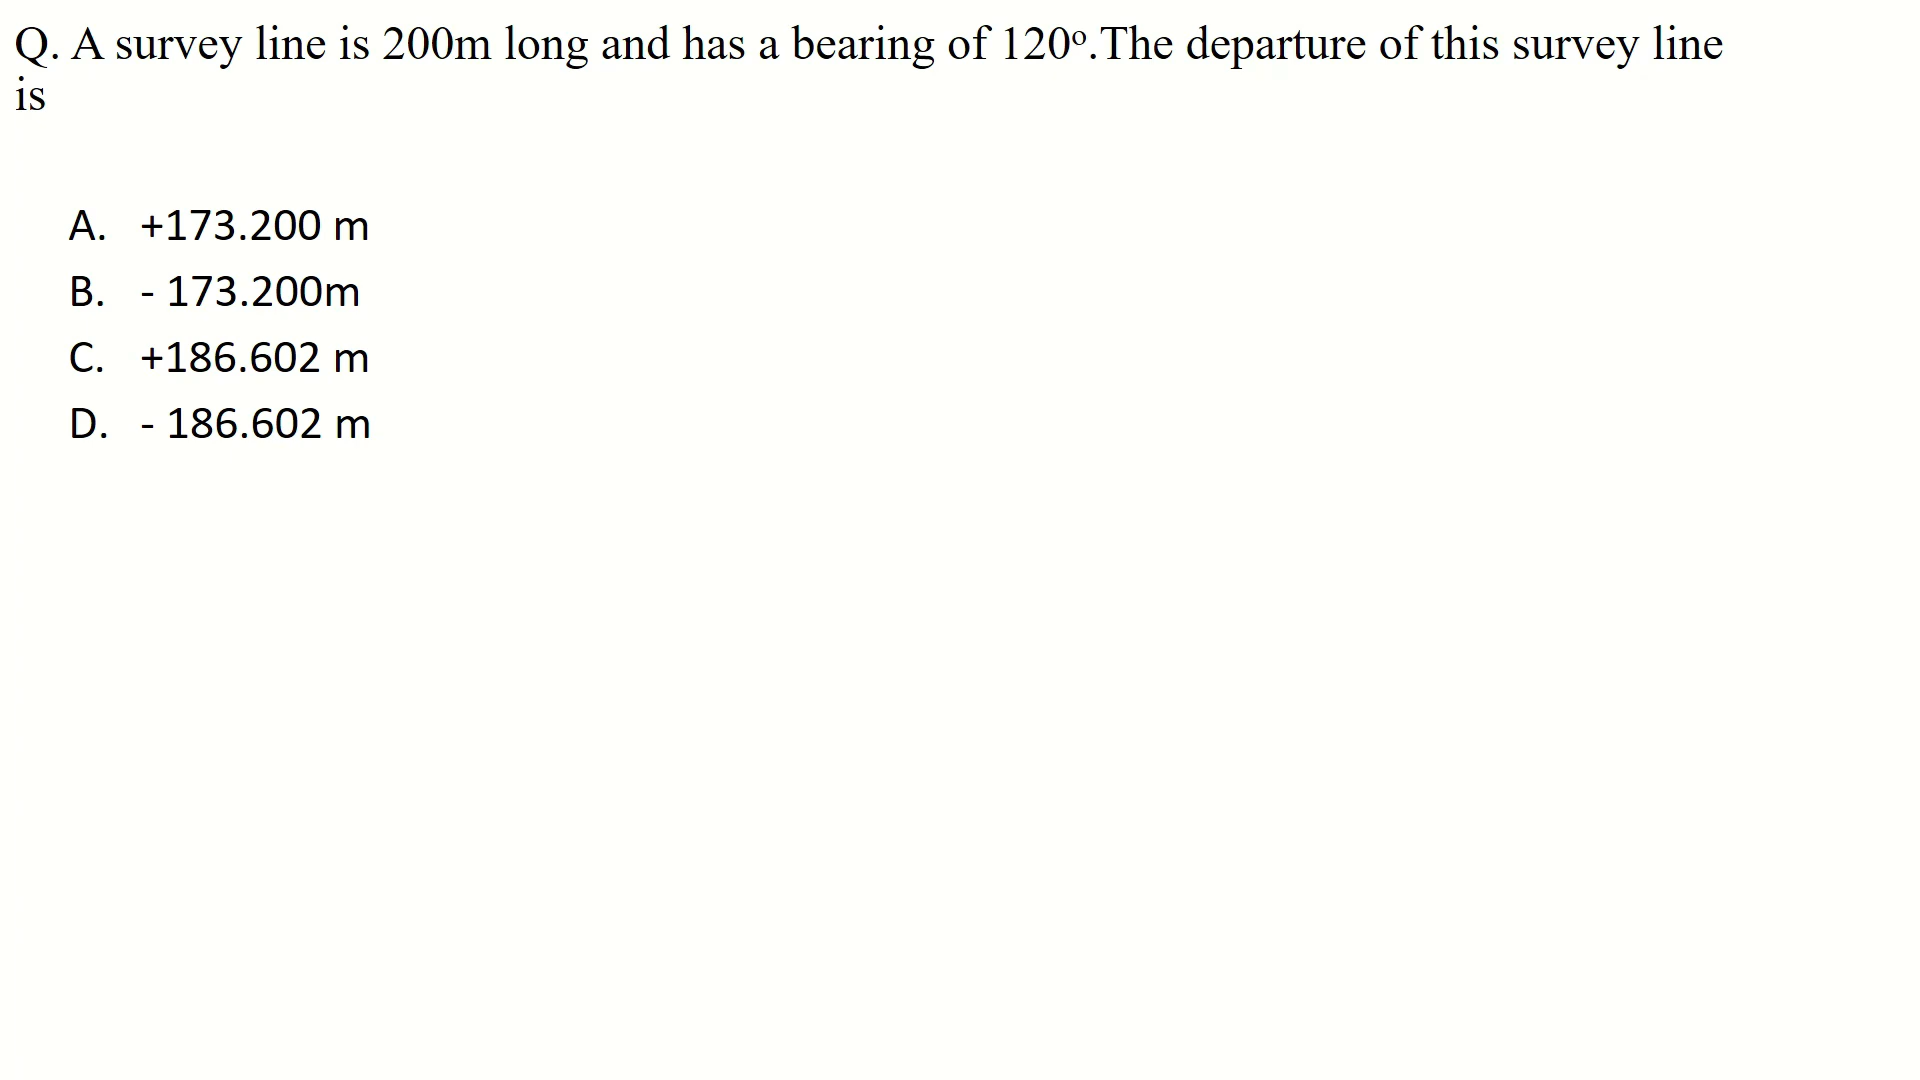 Q. A survey line is 200m long and has a bearing of 120º.The departure of this survey line
is
A. +173.200 m
B. - 173.200m
C. +186.602 m
D. - 186.602 m